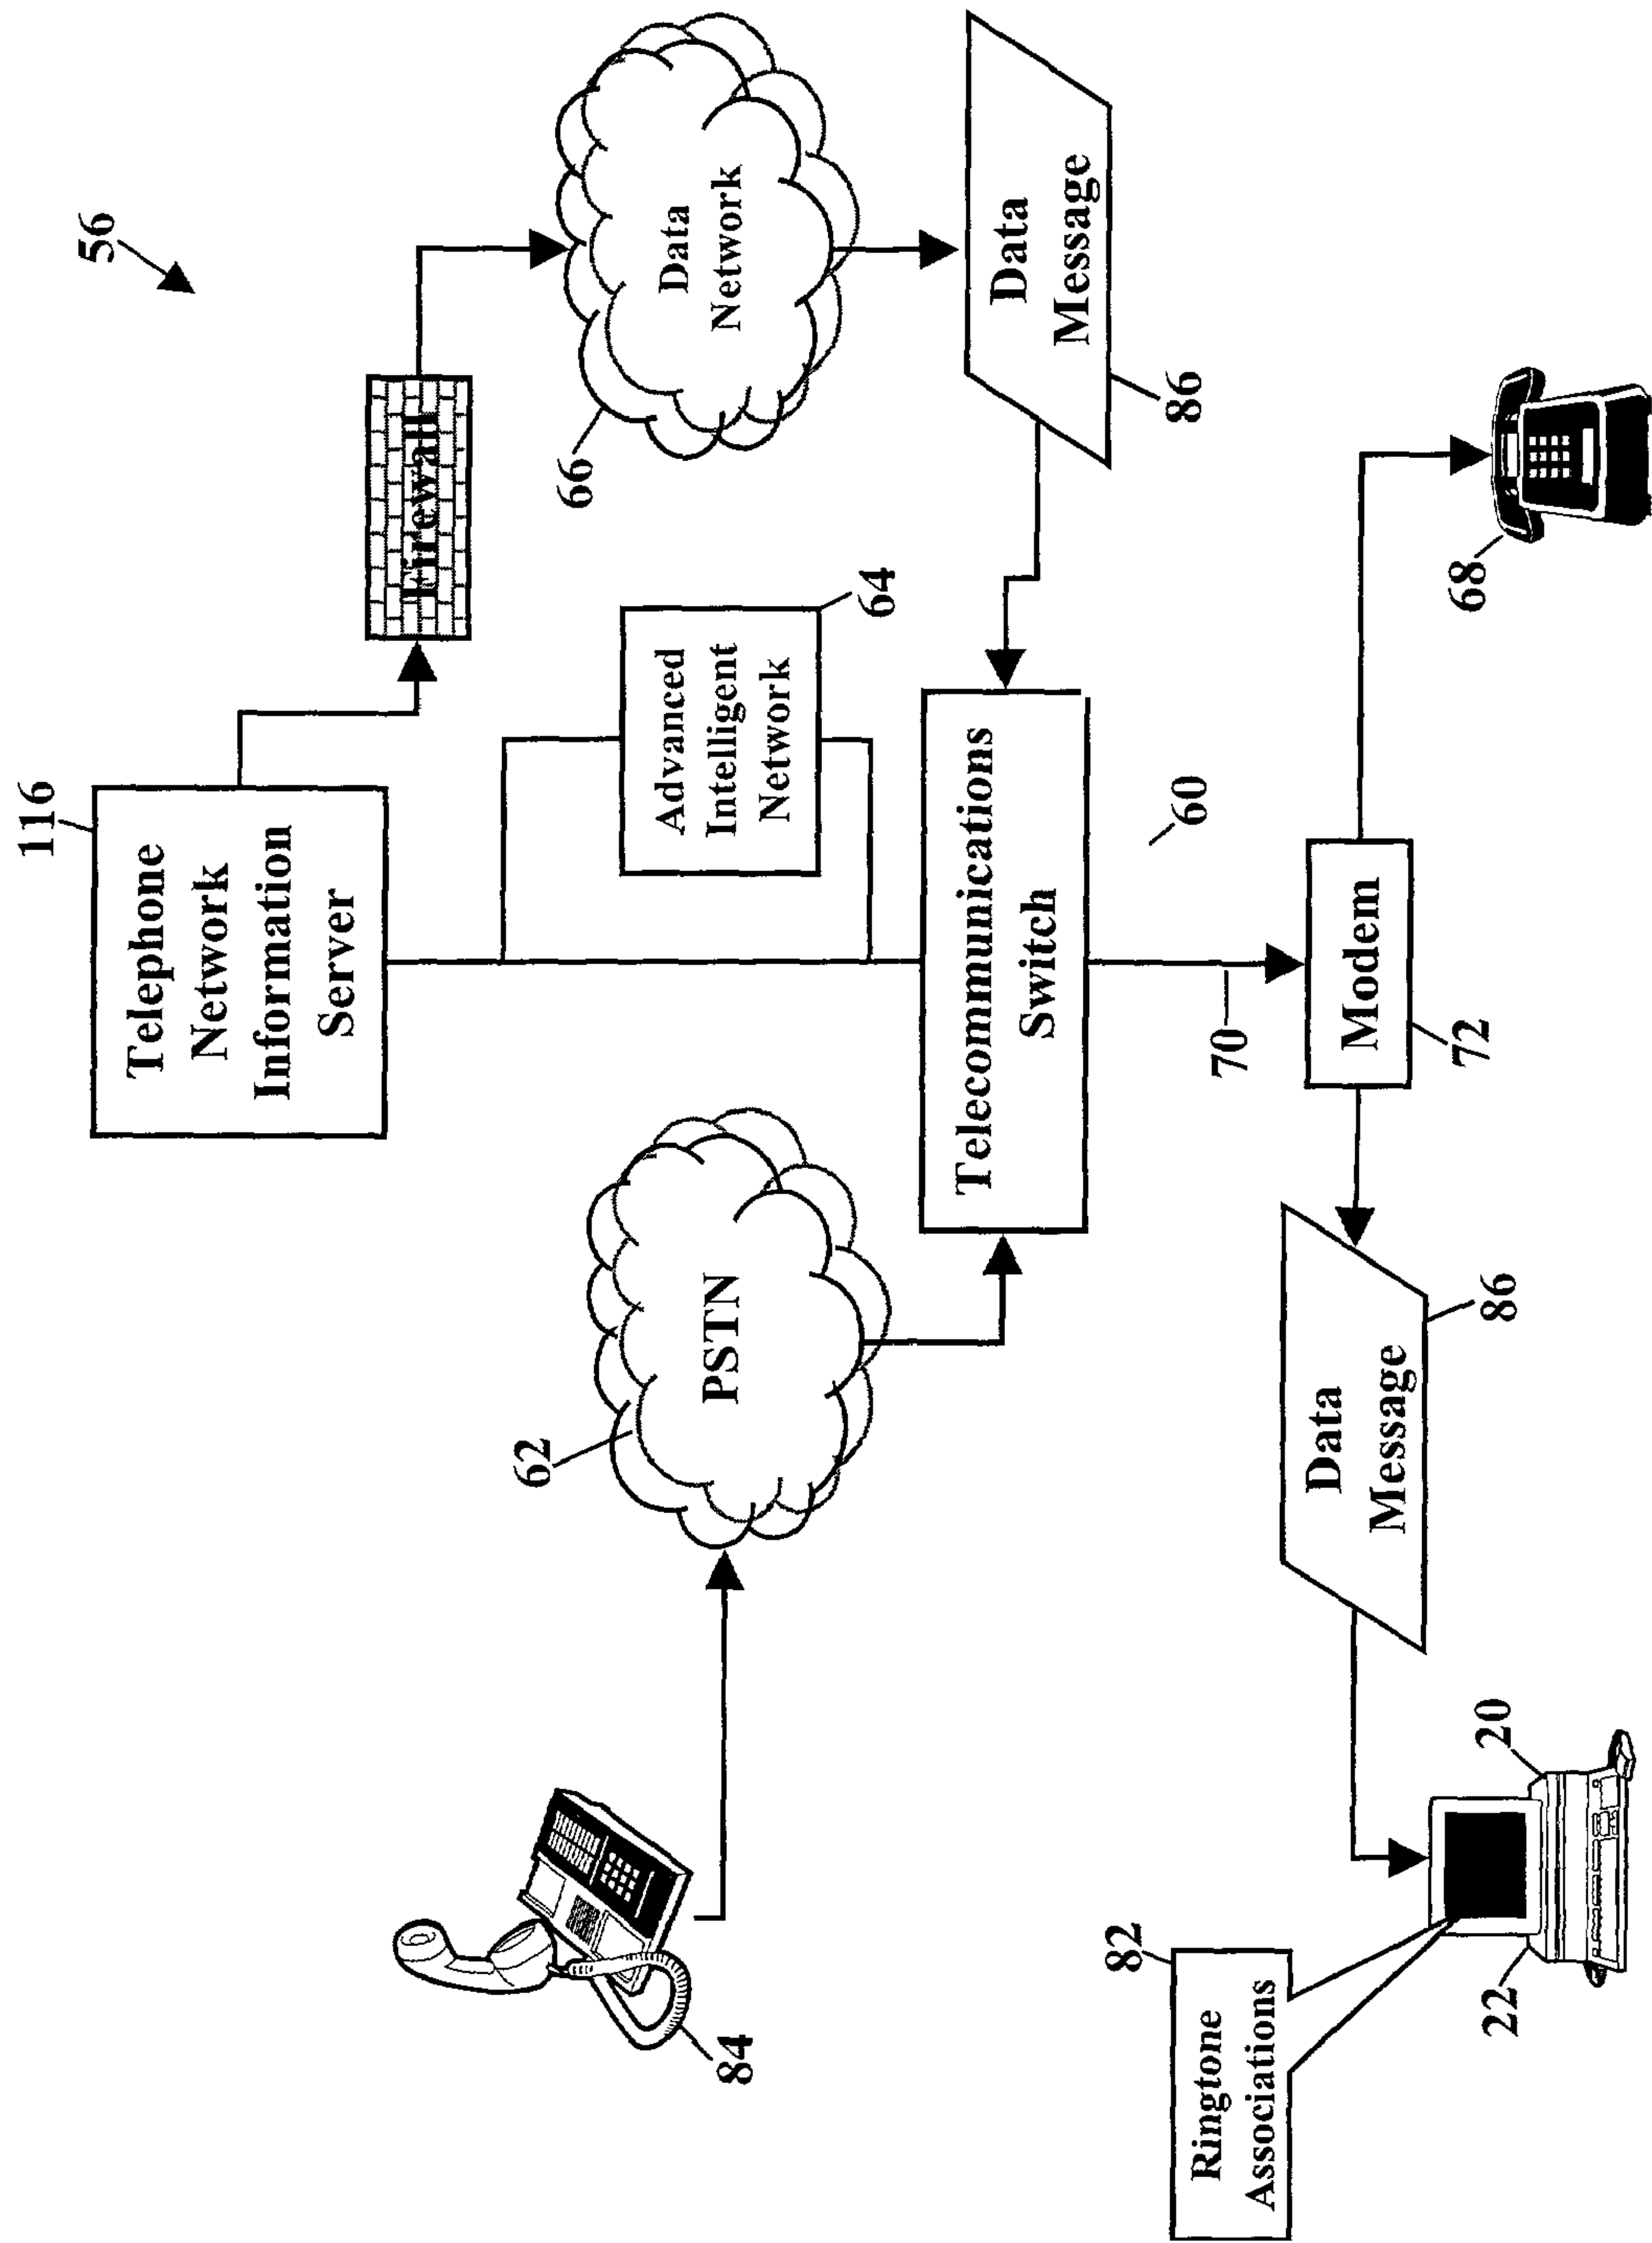 56
116
Telephone
Network
Information
Server
Firewall
66
Data
Network
Advanced
Intelligent
Network
64
62
PSTN
84
Telecommunications
Switch
Data
Message
86
60
70
Modem
72
68
Data
Message
86
82
Ringtone
Associations
22
20